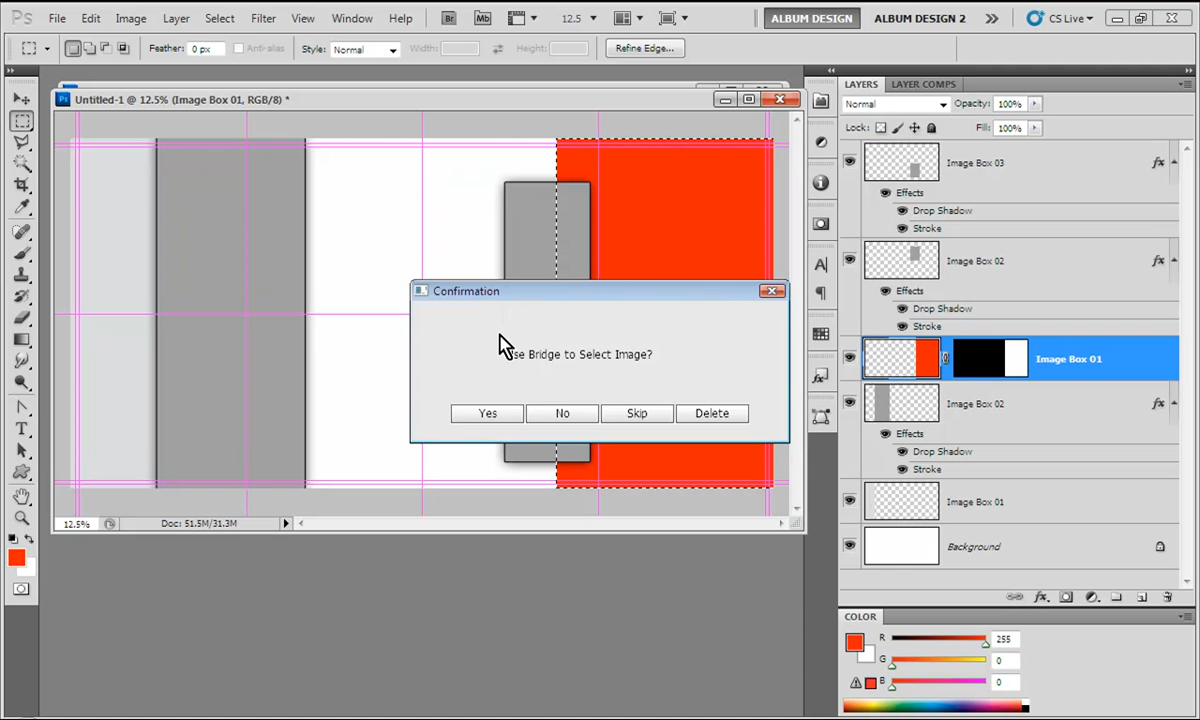 Ps File Edit Image Layer Select Filter View Window Help Br Mb 12.5 ALBUM DESIGN ALBUM DESIGN 2 CS Live
Feather: 0 px Anti-alias Style: Normal Width: Height: Refine Edge...
Untitled-1 @ 12.5% (Image Box 01, RGB/8) *
LAYERS LAYER COMPS
Normal Opacity: 100%
Lock: Fill: 100%
Image Box 03 fx
Effects
Drop Shadow
Stroke
Image Box 02 fx
Effects
Drop Shadow
Stroke
Image Box 01
Image Box 02 fx
Effects
Drop Shadow
Stroke
Image Box 01
Background
Confirmation
Bridge to Select Image?
Yes No Skip Delete
12.5% Doc: 51.5M/31.3M
COLOR
R 255
G 0
B 0